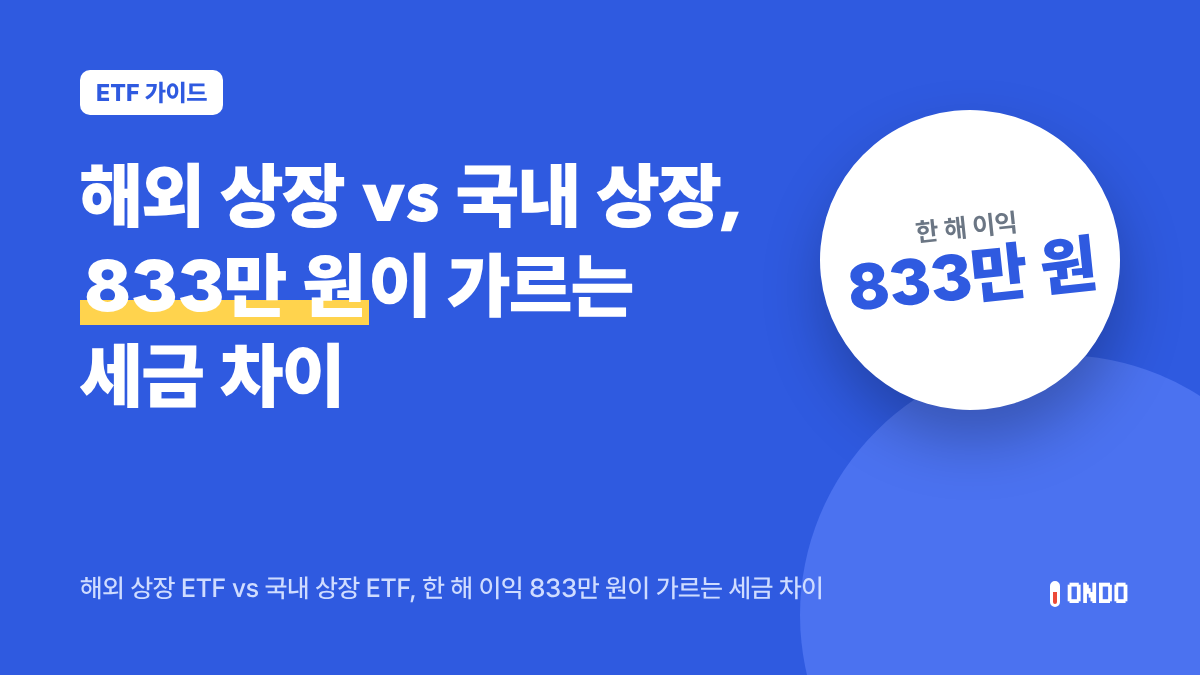 ETF 가이드
해외 상장 vs 국내 상장,
833만 원이 가르는
세금 차이
한 해 이익
833만 원
해외 상장 ETF vs 국내 상장 ETF, 한 해 이익 833만 원이 가르는 세금 차이
ONDO